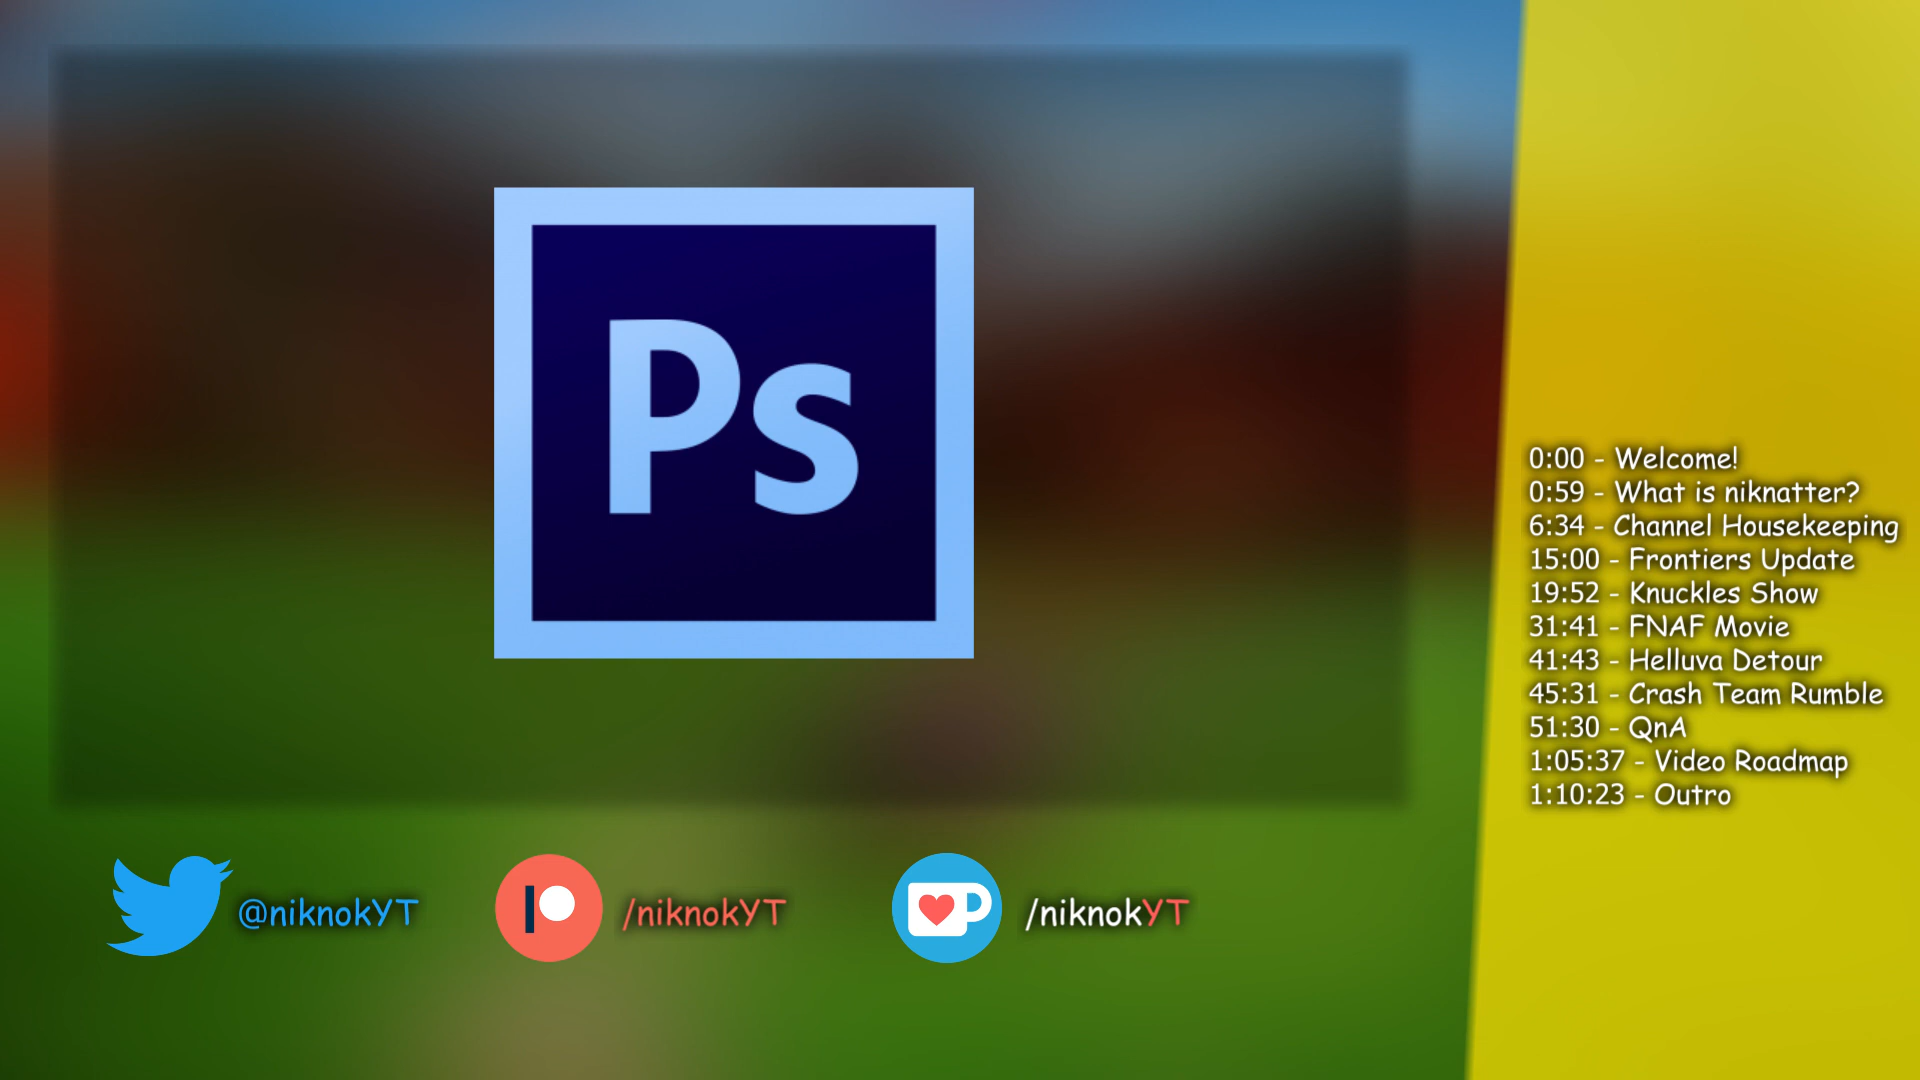 Ps
0:00 - Welcome!
0:59 - What is niknatter?
6:34 - Channel Housekeeping
15:00 - Frontiers Update
19:52 - Knuckles Show
31:41 - FNAF Movie
41:43 - Helluva Detour
45:31 - Crash Team Rumble
51:30 - QnA
1:05:37 - Video Roadmap
1:10:23 - Outro
@niknokYT
/niknokYT
/niknokYT